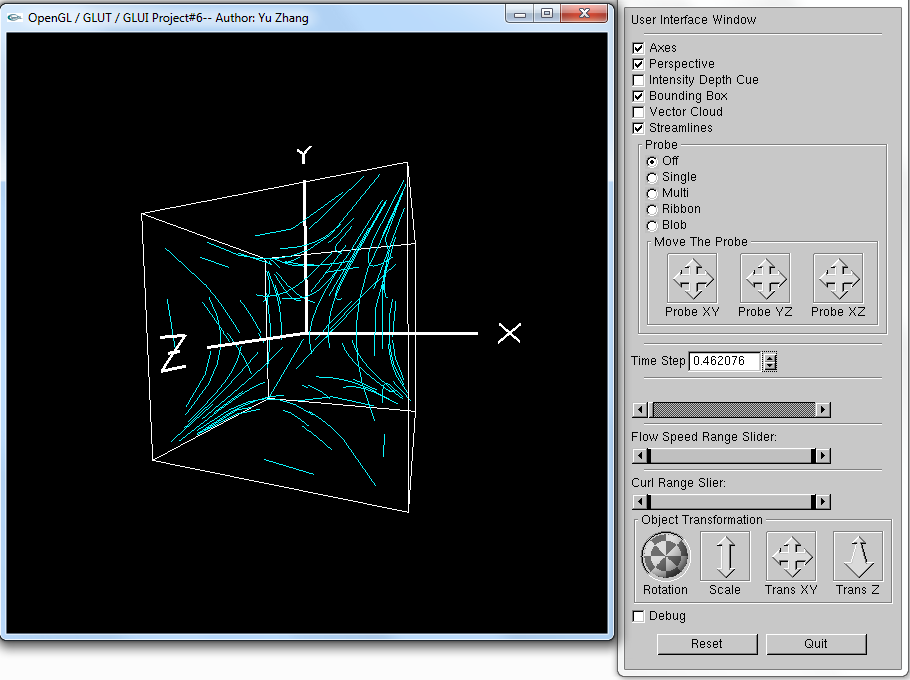 OpenGL / GLUT / GLUI Project#6-- Author: Yu Zhang
Y
X
Z
User Interface Window
Axes
Perspective
Intensity Depth Cue
Bounding Box
Vector Cloud
Streamlines
Probe
Off
Single
Multi
Ribbon
Blob
Move The Probe
Probe XY Probe YZ Probe XZ
Time Step 0.462076
Flow Speed Range Slider:
Curl Range Slier:
Object Transformation
Rotation Scale Trans XY Trans Z
Debug
Reset Quit